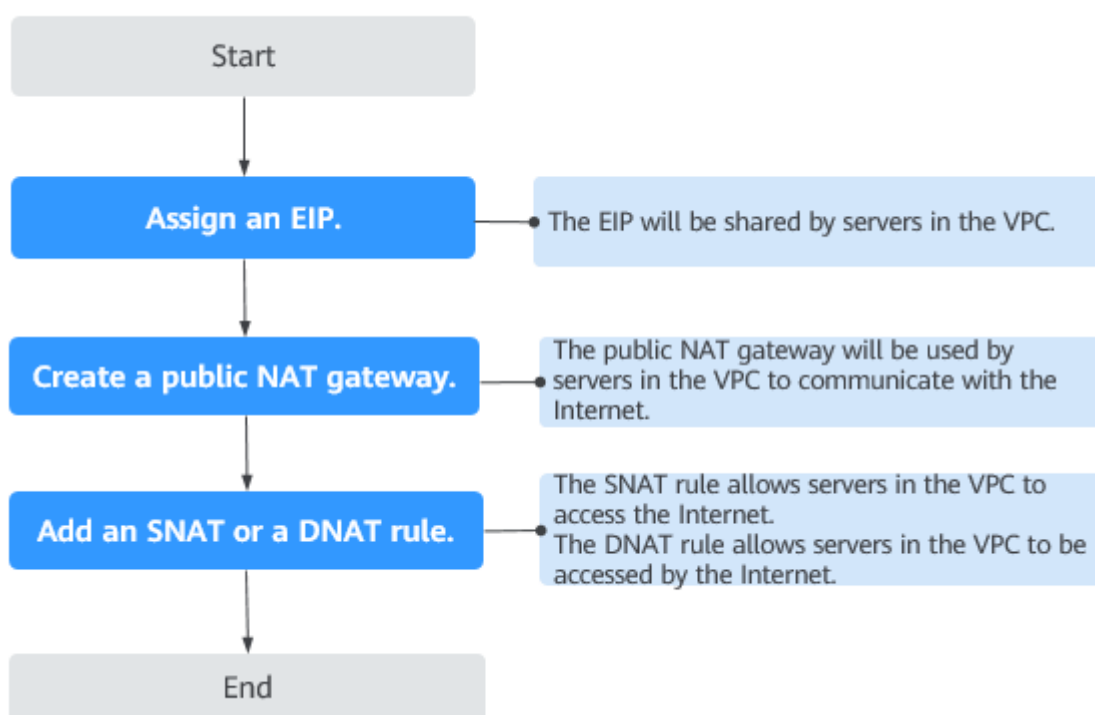 Start
Assign an EIP.
The EIP will be shared by servers in the VPC.
Create a public NAT gateway.
The public NAT gateway will be used by
servers in the VPC to communicate with the
Internet.
Add an SNAT or a DNAT rule.
The SNAT rule allows servers in the VPC to
access the Internet.
The DNAT rule allows servers in the VPC to be
accessed by the Internet.
End